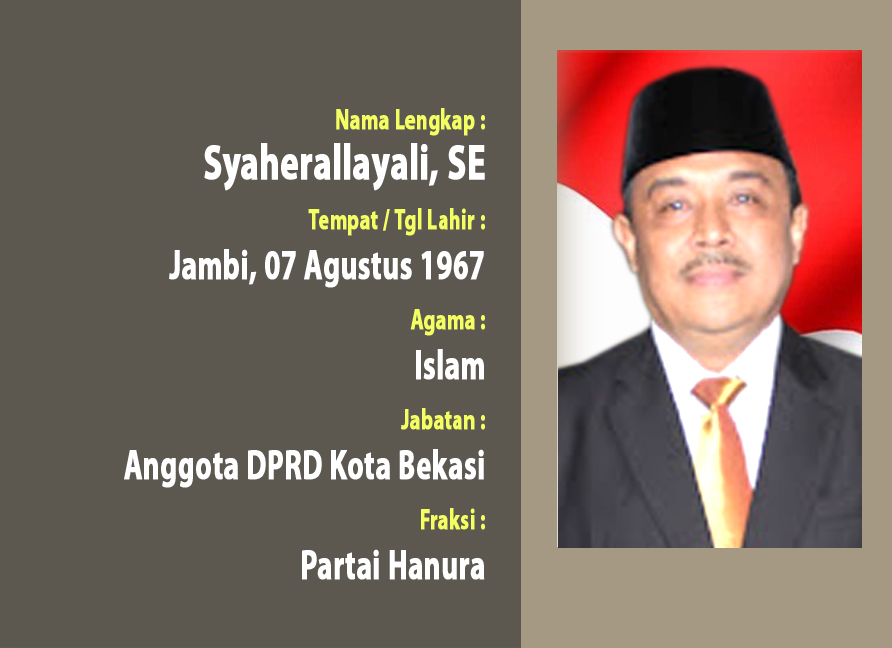 Nama Lengkap :
Syaherallayali, SE
Tempat / Tgl Lahir :
Jambi, 07 Agustus 1967
Agama :
Islam
Jabatan :
Anggota DPRD Kota Bekasi
Fraksi :
Partai Hanura